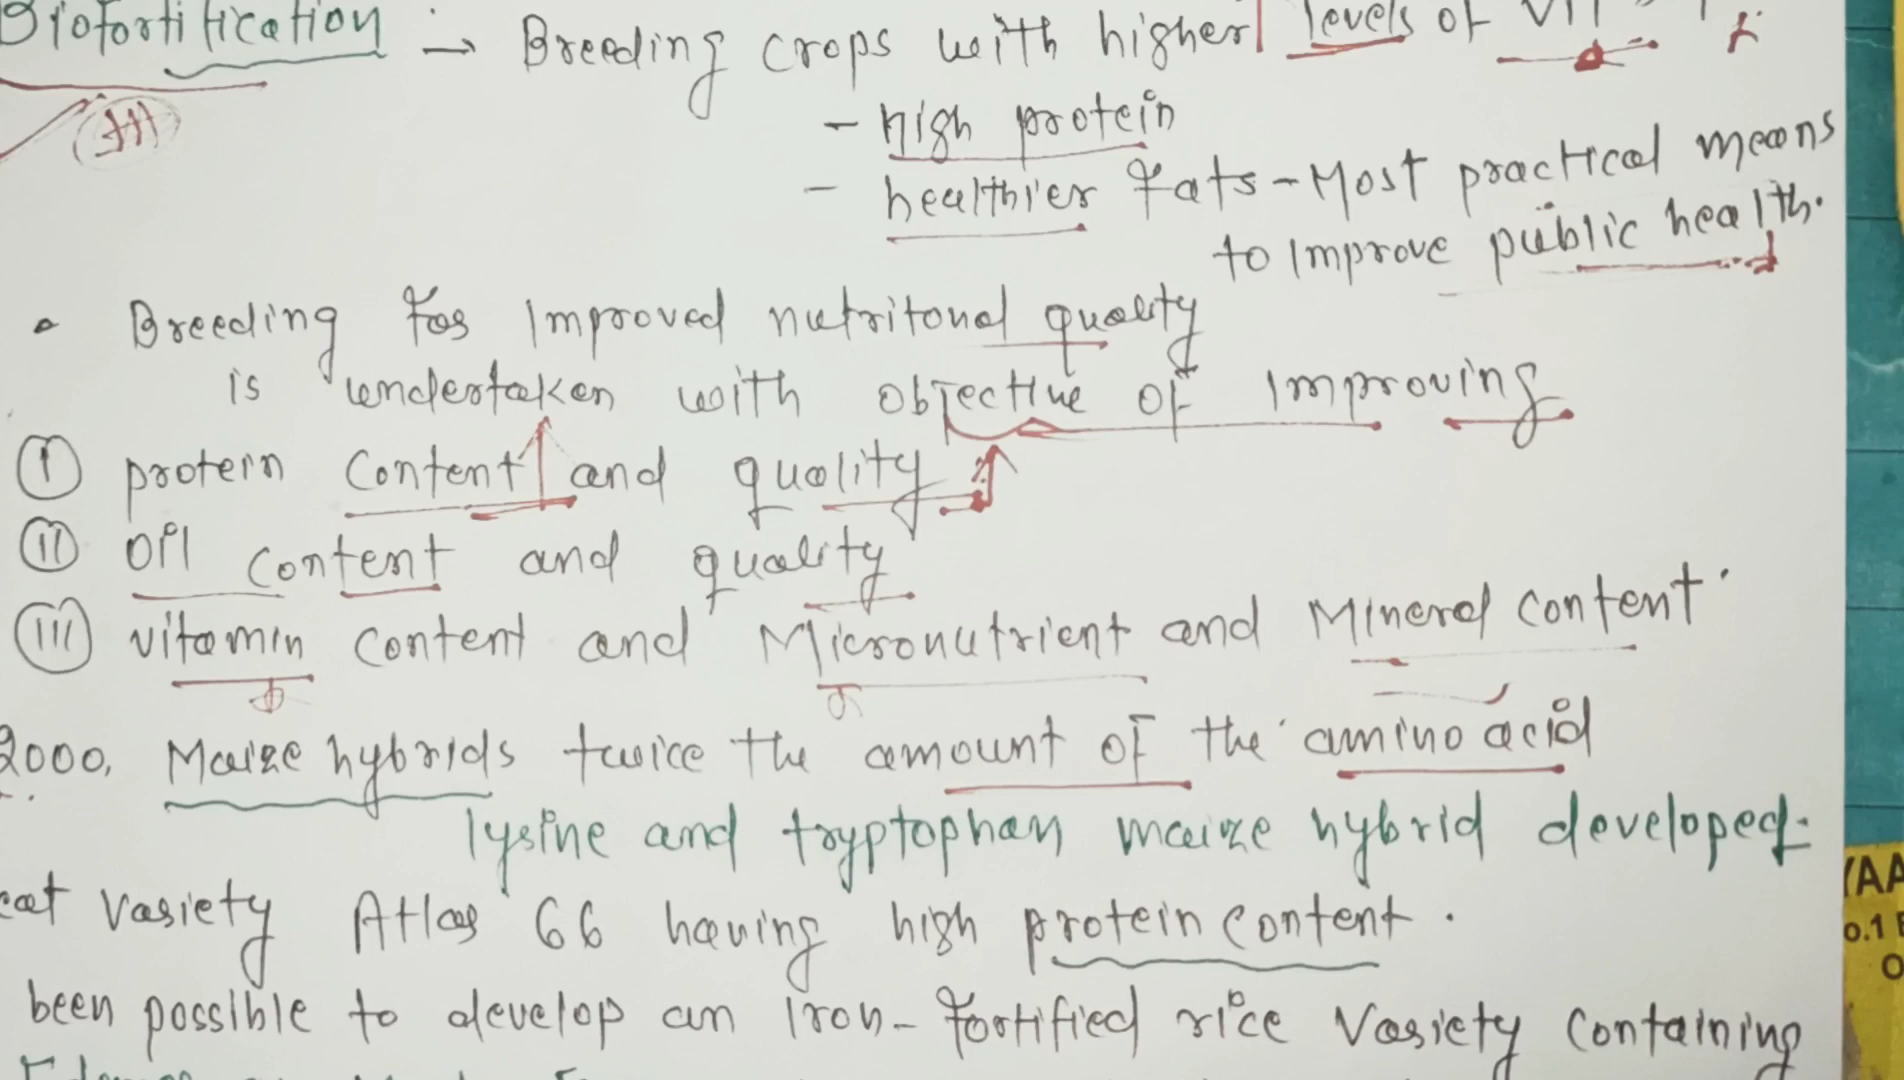 Biofortification :→ Breeding crops with higher levels of
- high protein
- healthier fats - Most practical means
to improve public health.
• Breeding for improved nutritonal quality
is undertaken with objective of improving
(I) protein content and quality
(II) oil content and quality
(III) vitamin content and Micronutrient and Mineral content.
2000, Maize hybrids twice the amount of the amino acid
lysine and tryptophan maize hybrid developed.
variety Atlas 66 having high protein content.
been possible to develop an iron-fortified rice variety containing